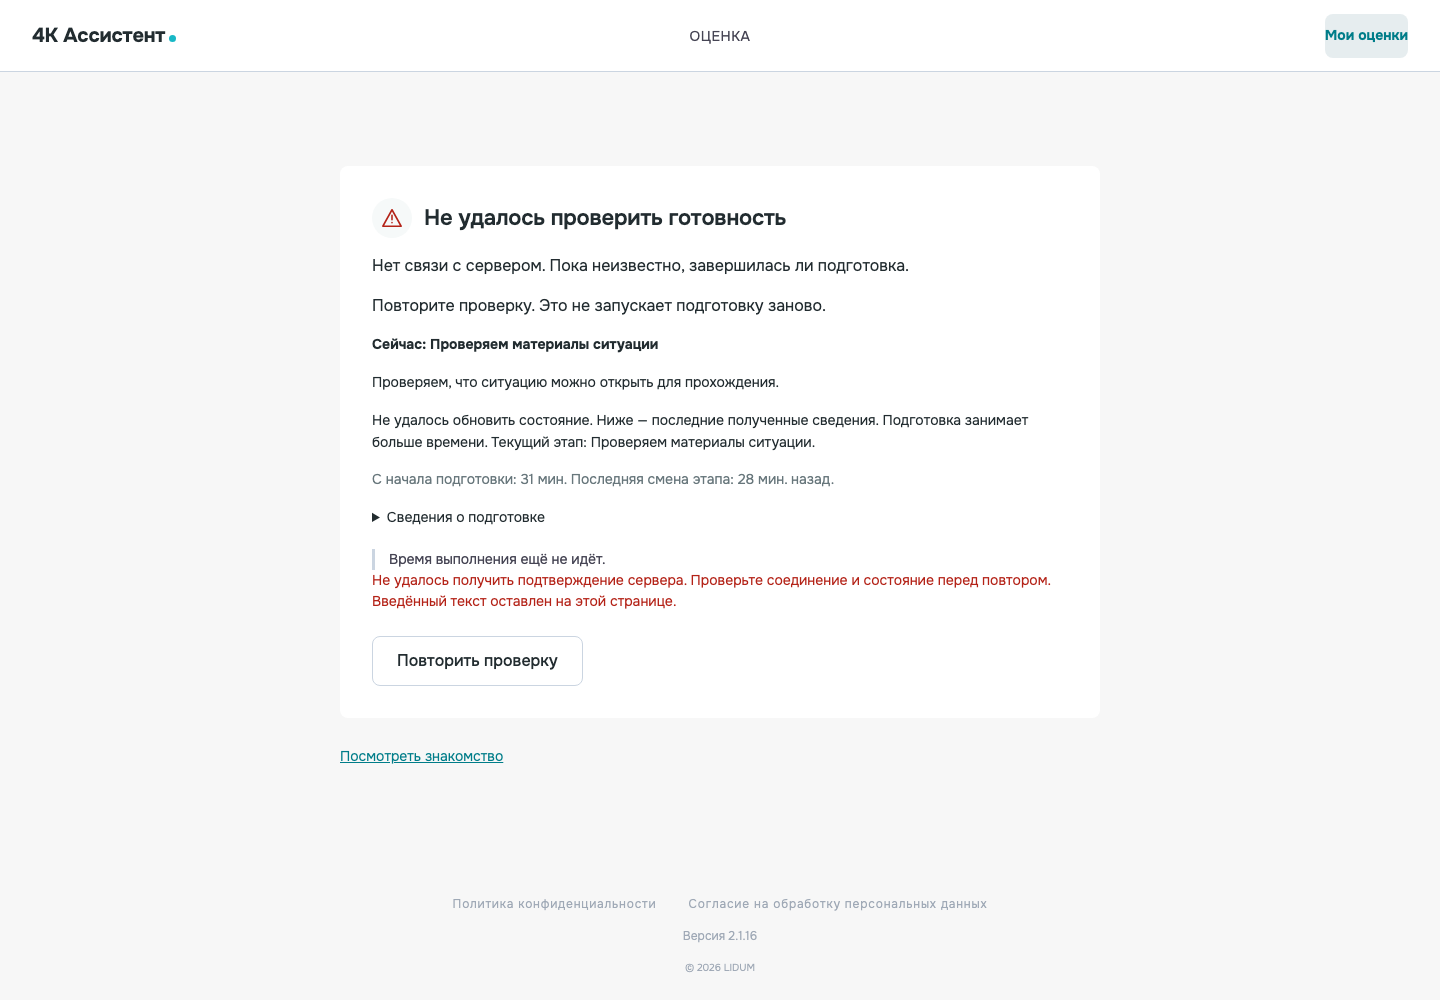 4К Ассистент
ОЦЕНКА
Мои оценки
Не удалось проверить готовность
Нет связи с сервером. Пока неизвестно, завершилась ли подготовка.
Повторите проверку. Это не запускает подготовку заново.
Сейчас: Проверяем материалы ситуации
Проверяем, что ситуацию можно открыть для прохождения.
Не удалось обновить состояние. Ниже — последние полученные сведения. Подготовка занимает
больше времени. Текущий этап: Проверяем материалы ситуации.
С начала подготовки: 31 мин. Последняя смена этапа: 28 мин. назад.
Сведения о подготовке
Время выполнения ещё не идёт.
Не удалось получить подтверждение сервера. Проверьте соединение и состояние перед повтором.
Введённый текст оставлен на этой странице.
Повторить проверку
Посмотреть знакомство
Политика конфиденциальности
Согласие на обработку персональных данных
Версия 2.1.16
© 2026 LIDUM